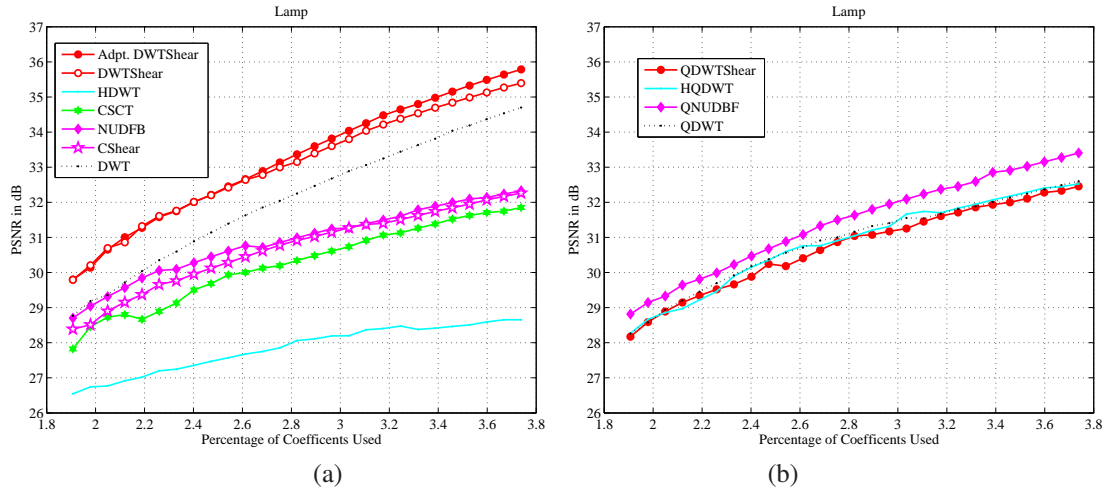 Lamp
37
36
35
34
33
32
31
30
29
28
27
26
PSNR in dB
Adpt. DWTShear
DWTShear
HDWT
CSCT
NUDFB
CShear
DWT
1.8 2 2.2 2.4 2.6 2.8 3 3.2 3.4 3.6 3.8
Percentage of Coefficents Used
(a)
Lamp
37
36
35
34
33
32
31
30
29
28
27
26
PSNR in dB
QDWTShear
HQDWT
QNUDBF
QDWT
1.8 2 2.2 2.4 2.6 2.8 3 3.2 3.4 3.6 3.8
Percentage of Coefficents Used
(b)